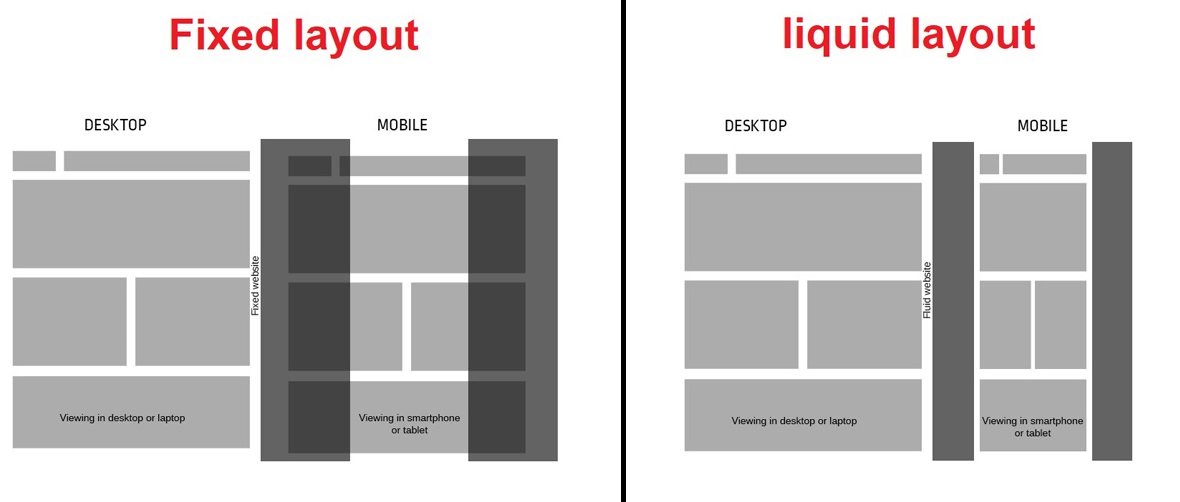 Fixed layout
DESKTOP
MOBILE
Fixed website
Viewing in desktop or laptop
Viewing in smartphone
or tablet
liquid layout
DESKTOP
MOBILE
Fluid website
Viewing in desktop or laptop
Viewing in smartphone
or tablet